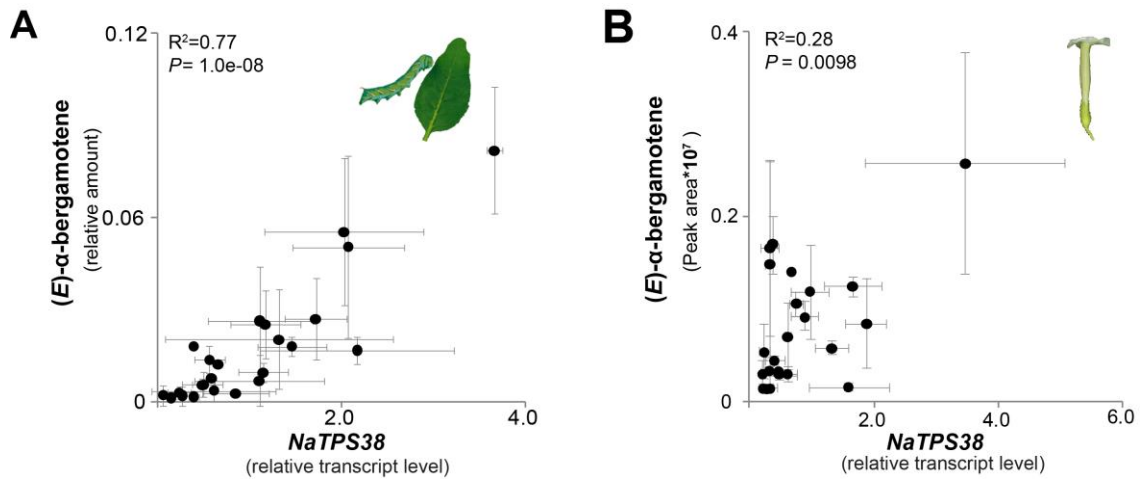 A
0.12
R²=0.77
P= 1.0e-08
(E)-α-bergamotene
(relative amount)
0.06
0
2.0
4.0
NaTPS38
(relative transcript level)
B
0.4
R²=0.28
P = 0.0098
(E)-α-bergamotene
(Peak area*10⁷)
0.2
0
2.0
4.0
6.0
NaTPS38
(relative transcript level)